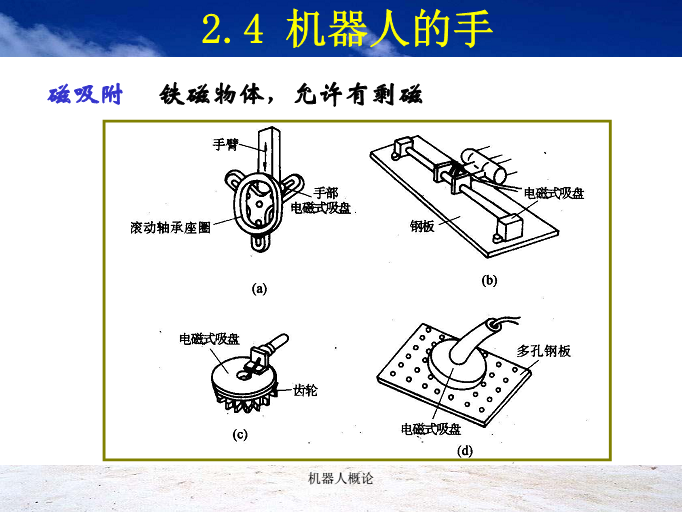 2.4 机器人的手
磁吸附 铁磁物体，允许有剩磁
手臂
手部
电磁式吸盘
滚动轴承座圈
(a)
电磁式吸盘
钢板
(b)
电磁式吸盘
齿轮
(c)
多孔钢板
电磁式吸盘
(d)
机器人概论